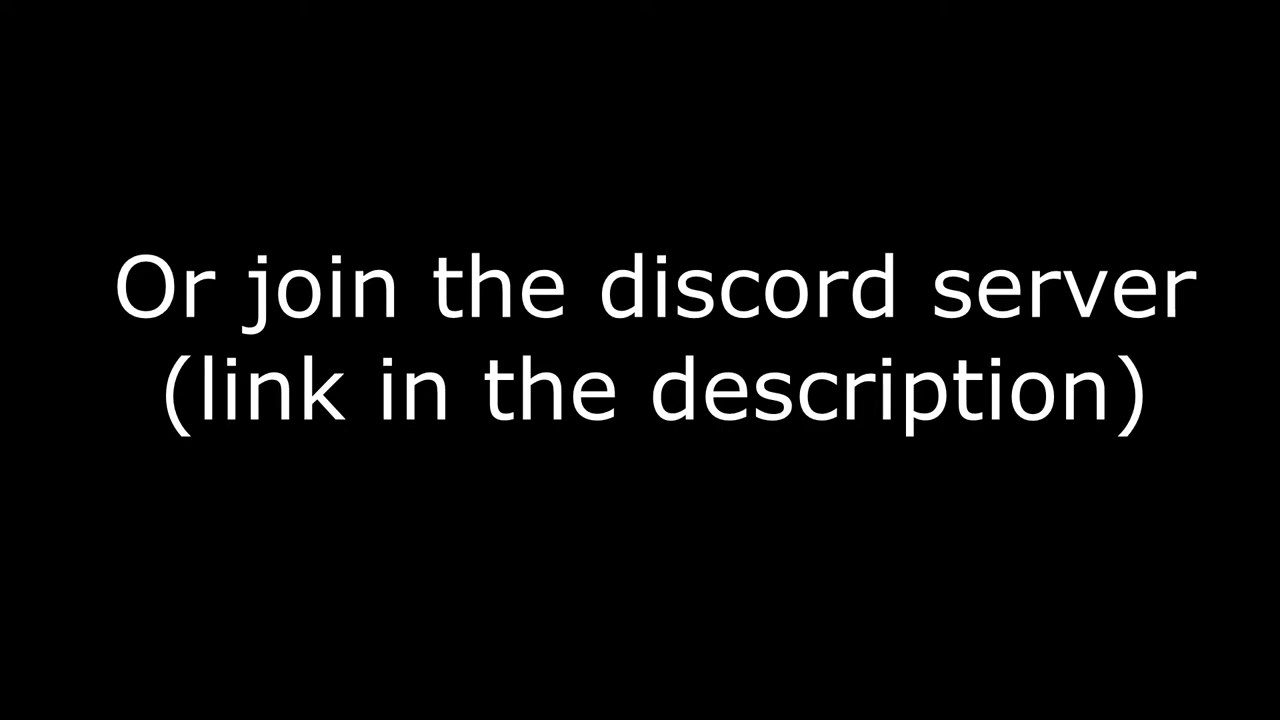 Or join the discord server
(link in the description)